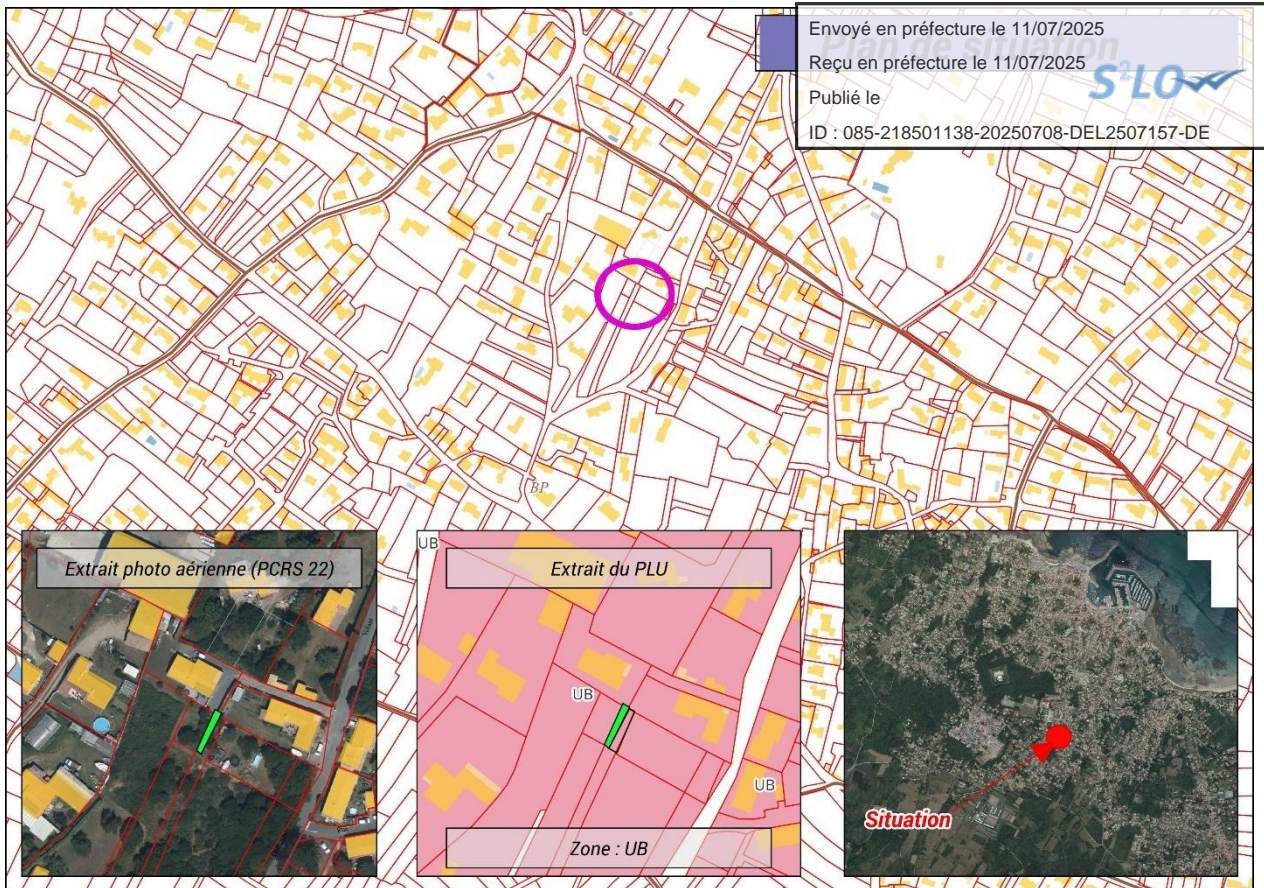 Envoyé en préfecture le 11/07/2025
Plan de situation
Reçu en préfecture le 11/07/2025
Publié le
S²LO
ID : 085-218501138-20250708-DEL2507157-DE
BP
Extrait photo aérienne (PCRS 22)
UB
Extrait du PLU
UB
UB
Zone : UB
Situation